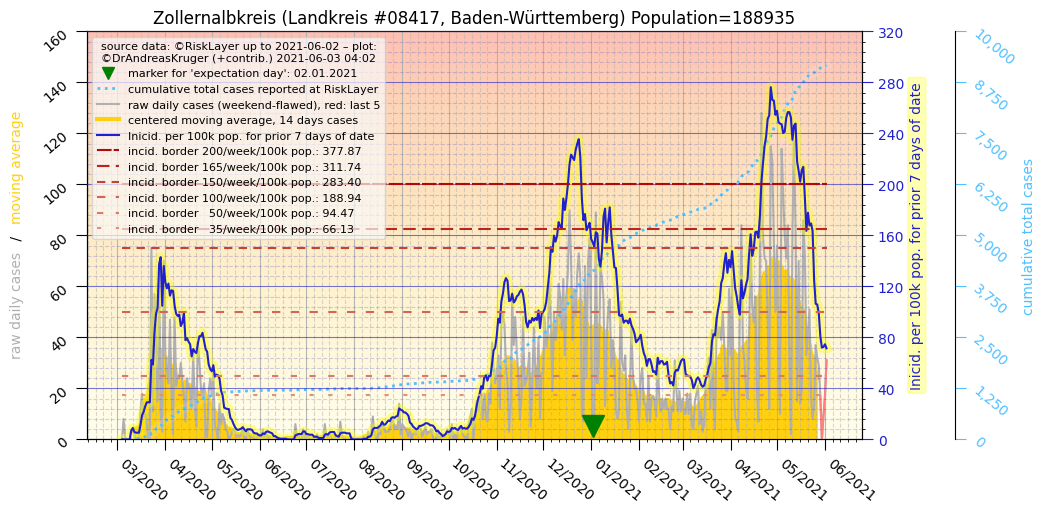 Zollernalbkreis (Landkreis #08417, Baden-Württemberg) Population=188935
source data: ©RiskLayer up to 2021-06-02 – plot:
©DrAndreasKruger (+contrib.) 2021-06-03 04:02
marker for 'expectation day': 02.01.2021
cumulative total cases reported at RiskLayer
raw daily cases (weekend-flawed), red: last 5
centered moving average, 14 days cases
Inicid. per 100k pop. for prior 7 days of date
incid. border 200/week/100k pop.: 377.87
incid. border 165/week/100k pop.: 311.74
incid. border 150/week/100k pop.: 283.40
incid. border 100/week/100k pop.: 188.94
incid. border   50/week/100k pop.: 94.47
incid. border   35/week/100k pop.: 66.13
raw daily cases  /  moving average
160
140
120
100
80
60
40
20
0
320
280
240
200
160
120
80
40
0
Inicid. per 100k pop. for prior 7 days of date
10,000
8,750
7,500
6,250
5,000
3,750
2,500
1,250
0
cumulative total cases
03/2020
04/2020
05/2020
06/2020
07/2020
08/2020
09/2020
10/2020
11/2020
12/2020
01/2021
02/2021
03/2021
04/2021
05/2021
06/2021